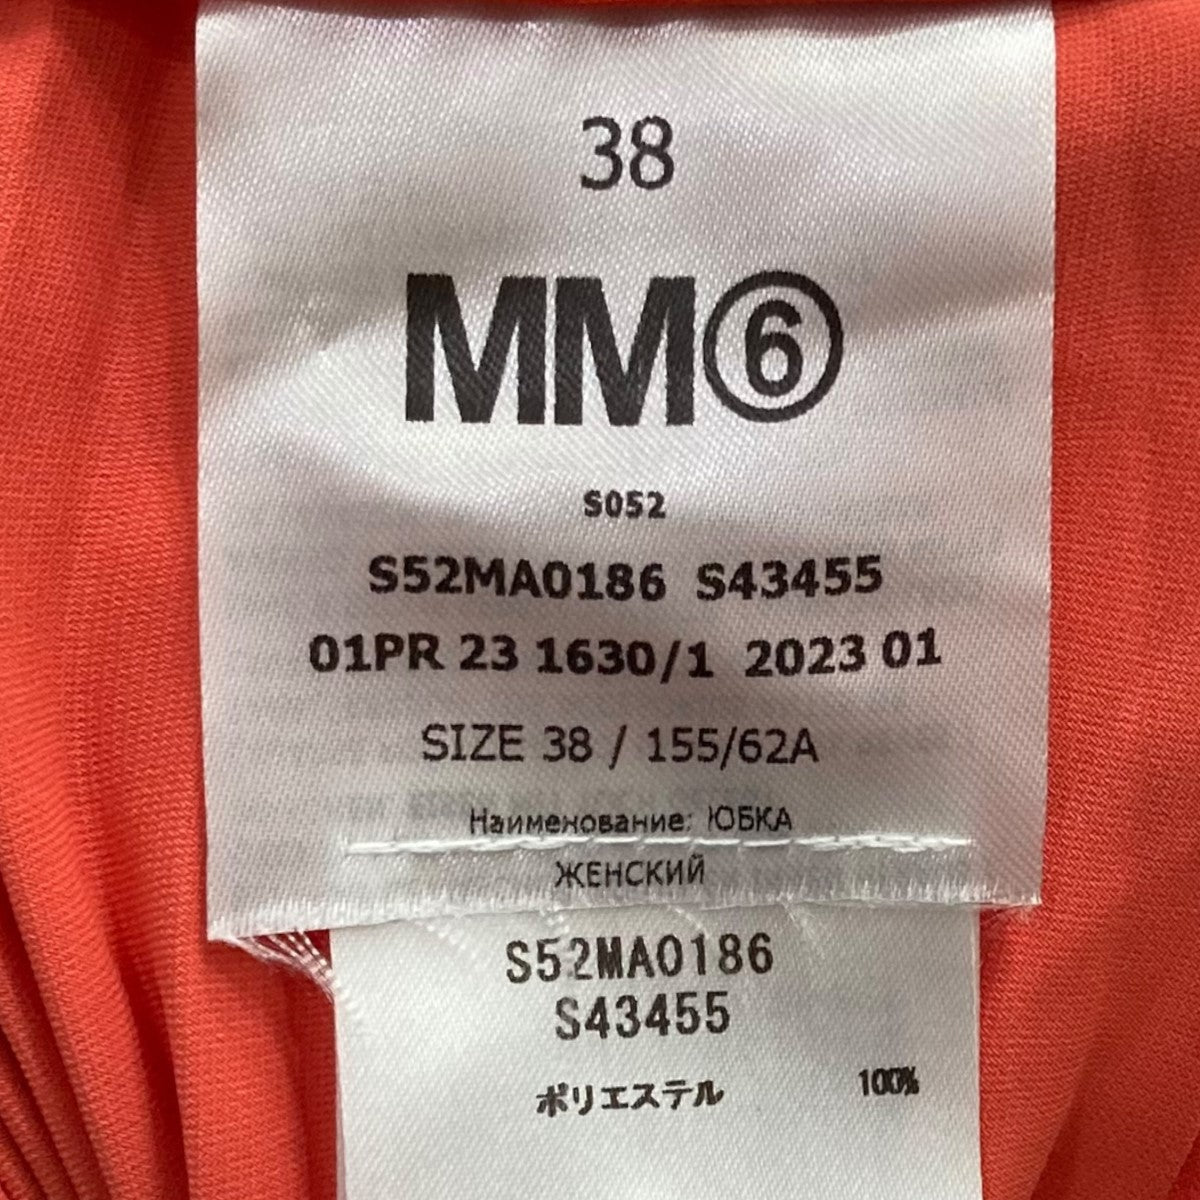 38
MM⑥
S052
S52MA0186 S43455
01PR 23 1630/1 2023 01
SIZE 38 / 155/62A
Наименование: ЮБКА
ЖЕНСКИЙ
S52MA0186
S43455
ポリエステル 100%